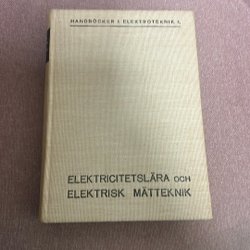 HANDBÖCKER I ELEKTROTEKNIK I.
ELEKTRICITETSLÄRA OCH
ELEKTRISK MÄTTEKNIK